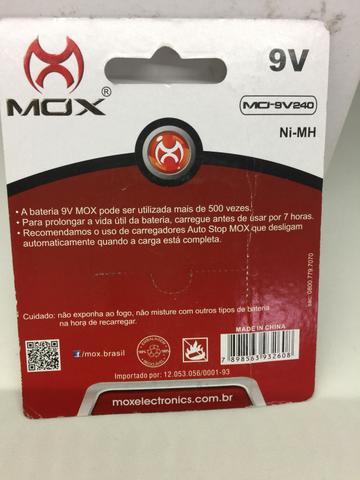 MOX®
9V
MO-9V240
Ni-MH
• A bateria 9V MOX pode ser utilizada mais de 500 vezes.
• Para prolongar a vida útil da bateria, carregue antes de usar por 7 horas.
• Recomendamos o uso de carregadores Auto Stop MOX que desligam
automaticamente quando a carga está completa.
sac: 0800 779.7070
Cuidado: não exponha ao fogo, não misture com outros tipos de bateria
na hora de recarregar.
/mox.brasil
MADE IN CHINA
7 898563 932608
Importado por: 12.053.056/0001-93
moxelectronics.com.br